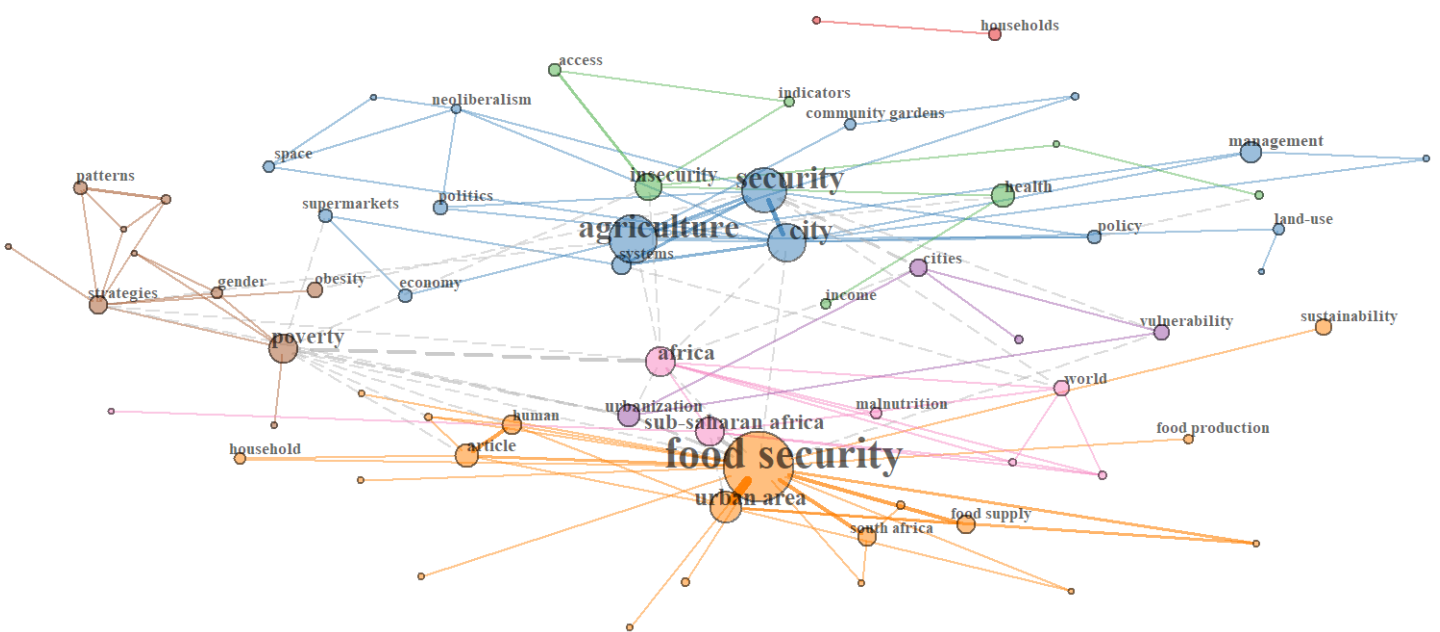 households
access
indicators
neoliberalism
community gardens
management
space
patterns
insecurity
security
health
supermarkets
politics
agriculture
city
policy
land-use
systems
cities
strategies
gender
obesity
economy
income
poverty
vulnerability
sustainability
africa
world
urbanization
malnutrition
human
sub-saharan africa
food production
household
article
food security
urban area
south africa
food supply